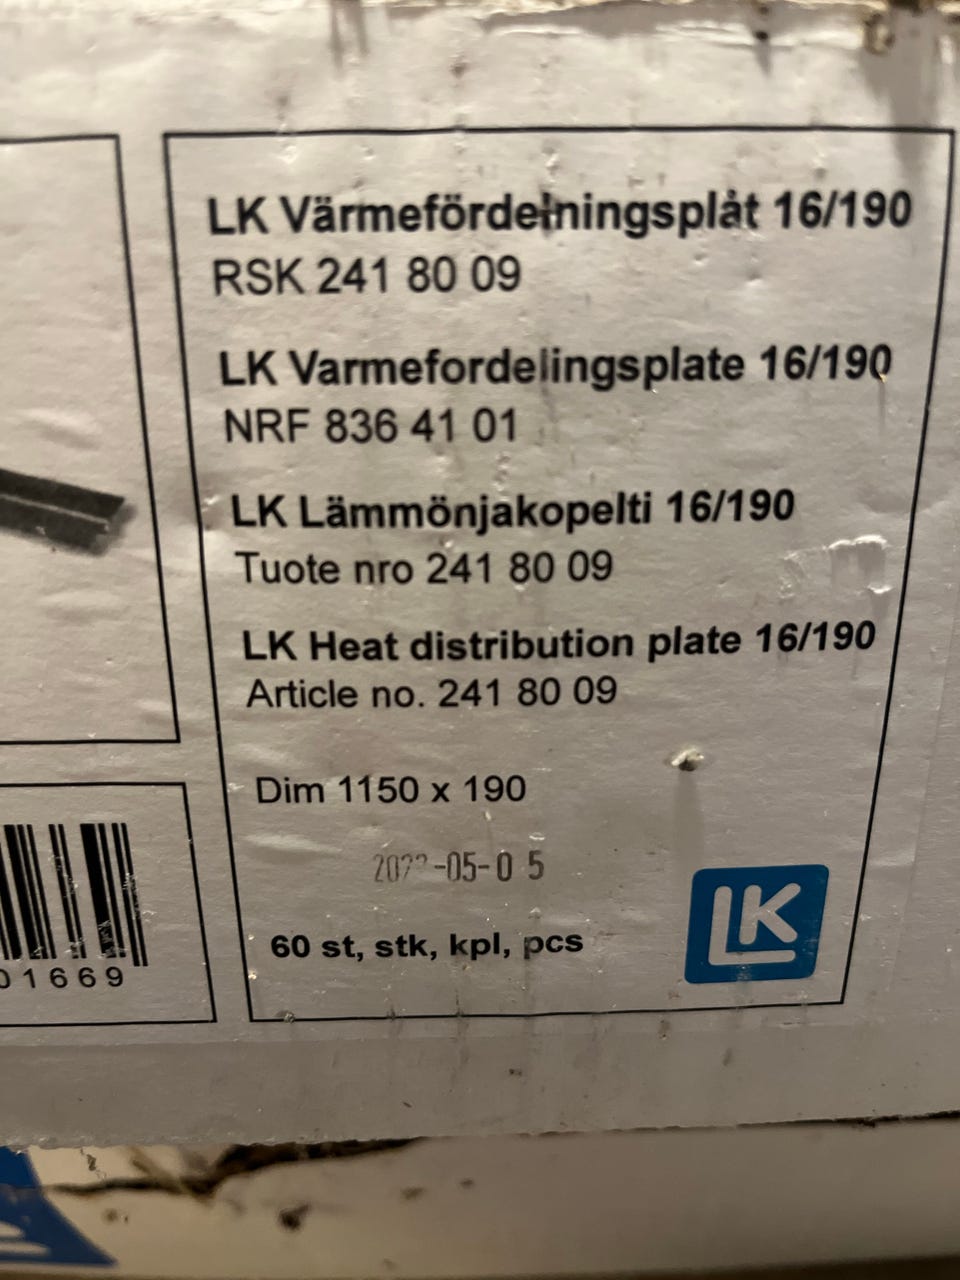 LK Värmefördelningsplåt 16/190
RSK 241 80 09
LK Varmefordelingsplate 16/190
NRF 836 41 01
LK Lämmönjakopelti 16/190
Tuote nro 241 80 09
LK Heat distribution plate 16/190
Article no. 241 80 09
Dim 1150 x 190
60 st, stk, kpl, pcs
LK
01669